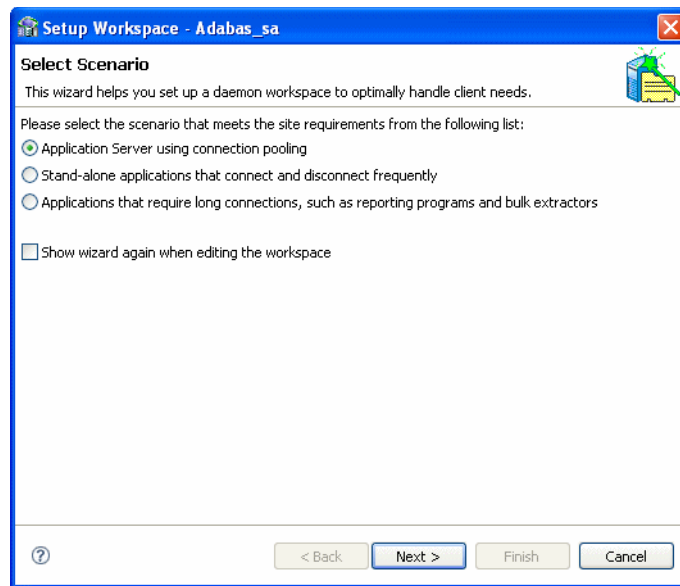 Setup Workspace - Adabas_sa
Select Scenario
This wizard helps you set up a daemon workspace to optimally handle client needs.
Please select the scenario that meets the site requirements from the following list:
Application Server using connection pooling
Stand-alone applications that connect and disconnect frequently
Applications that require long connections, such as reporting programs and bulk extractors
Show wizard again when editing the workspace
? < Back Next > Finish Cancel